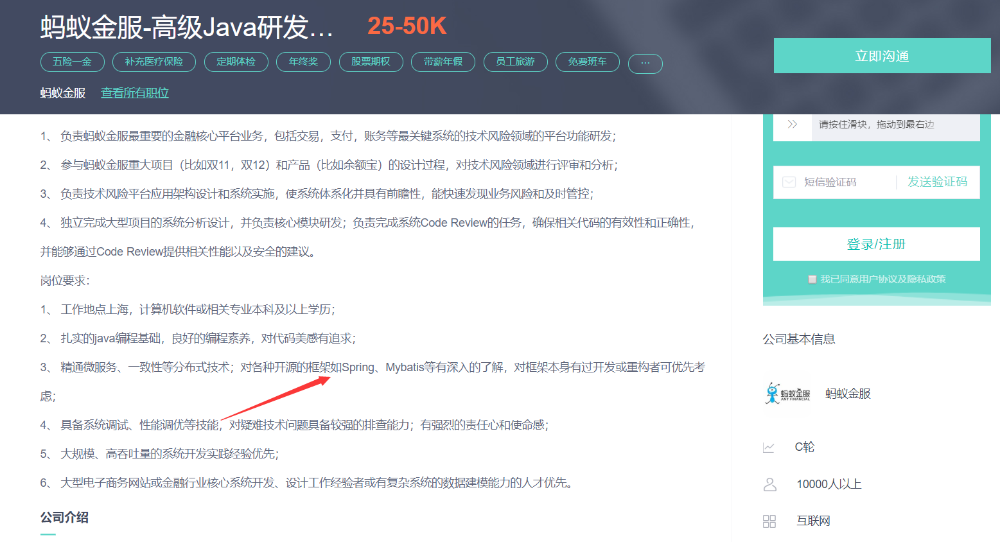 蚂蚁金服-高级Java研发... 25-50K
五险一金 补充医疗保险 定期体检 年终奖 股票期权 带薪年假 员工旅游 免费班车 ...
立即沟通
蚂蚁金服 查看所有职位
1、 负责蚂蚁金服最重要的金融核心平台业务，包括交易，支付，账务等最关键系统的技术风险领域的平台功能研发；
2、 参与蚂蚁金服重大项目（比如双11，双12）和产品（比如余额宝）的设计过程，对技术风险领域进行评审和分析；
3、 负责技术风险平台应用架构设计和系统实施，使系统体系化并具有前瞻性，能快速发现业务风险和及时管控；
4、 独立完成大型项目的系统分析设计，并负责核心模块研发；负责完成系统Code Review的任务，确保相关代码的有效性和正确性，
并能够通过Code Review提供相关性能以及安全的建议。
岗位要求：
1、 工作地点上海，计算机软件或相关专业本科及以上学历；
2、 扎实的java编程基础，良好的编程素养，对代码美感有追求；
3、 精通微服务、一致性等分布式技术；对各种开源的框架如Spring、Mybatis等有深入的了解，对框架本身有过开发或重构者可优先考
虑；
4、 具备系统调试、性能调优等技能，对疑难技术问题具备较强的排查能力；有强烈的责任心和使命感；
5、 大规模、高吞吐量的系统开发实践经验优先；
6、 大型电子商务网站或金融行业核心系统开发、设计工作经验者或有复杂系统的数据建模能力的人才优先。
公司介绍
请按住滑块，拖动到最右边
短信验证码 发送验证码
登录/注册
我已同意用户协议及隐私政策
公司基本信息
蚂蚁金服
ANT FINANCIAL
蚂蚁金服
C轮
10000人以上
互联网